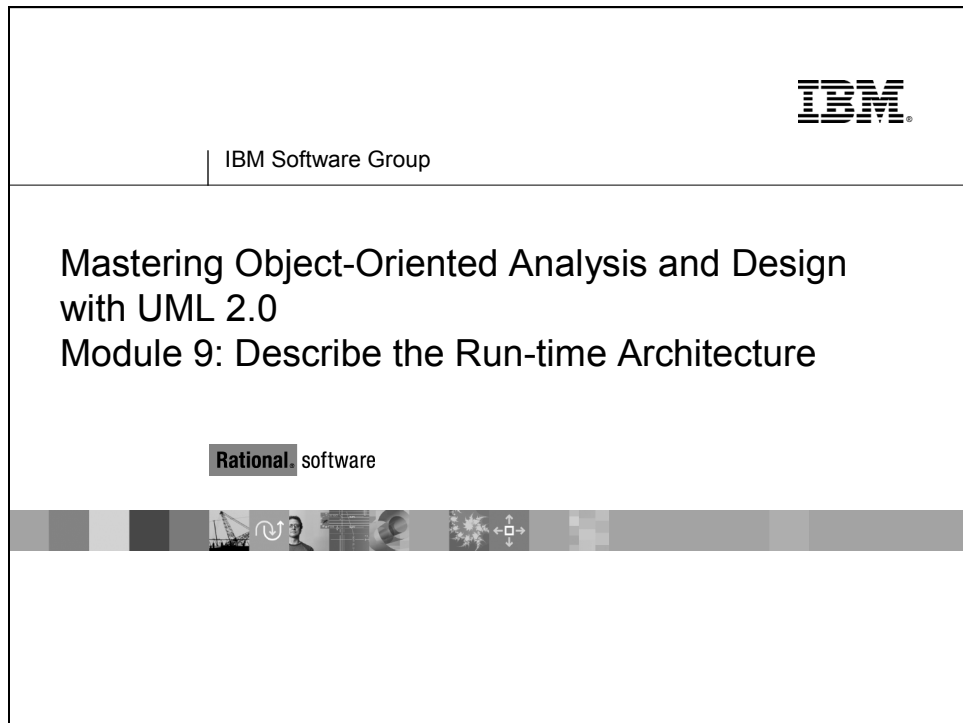 IBM®
IBM Software Group
Mastering Object-Oriented Analysis and Design
with UML 2.0
Module 9: Describe the Run-time Architecture
Rational® software